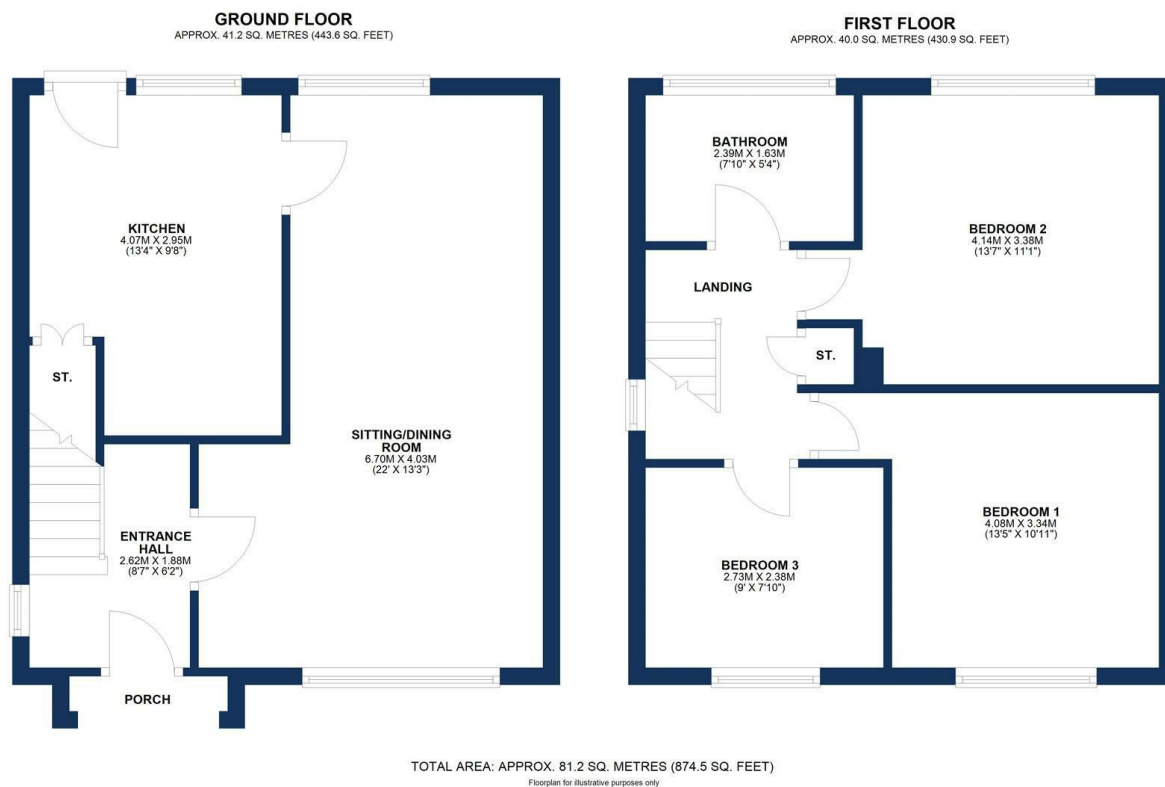 GROUND FLOOR
APPROX. 41.2 SQ. METRES (443.6 SQ. FEET)
KITCHEN
4.07M X 2.95M
(13'4" X 9'8")
ST.
SITTING/DINING
ROOM
6.70M X 4.03M
(22' X 13'3")
ENTRANCE
HALL
2.62M X 1.88M
(8'7" X 6'2")
PORCH
FIRST FLOOR
APPROX. 40.0 SQ. METRES (430.9 SQ. FEET)
BATHROOM
2.39M X 1.63M
(7'10" X 5'4")
BEDROOM 2
4.14M X 3.38M
(13'7" X 11'1")
LANDING
ST.
BEDROOM 1
4.08M X 3.34M
(13'5" X 10'11")
BEDROOM 3
2.73M X 2.38M
(9' X 7'10")
TOTAL AREA: APPROX. 81.2 SQ. METRES (874.5 SQ. FEET)
Floorplan for illustrative purposes only